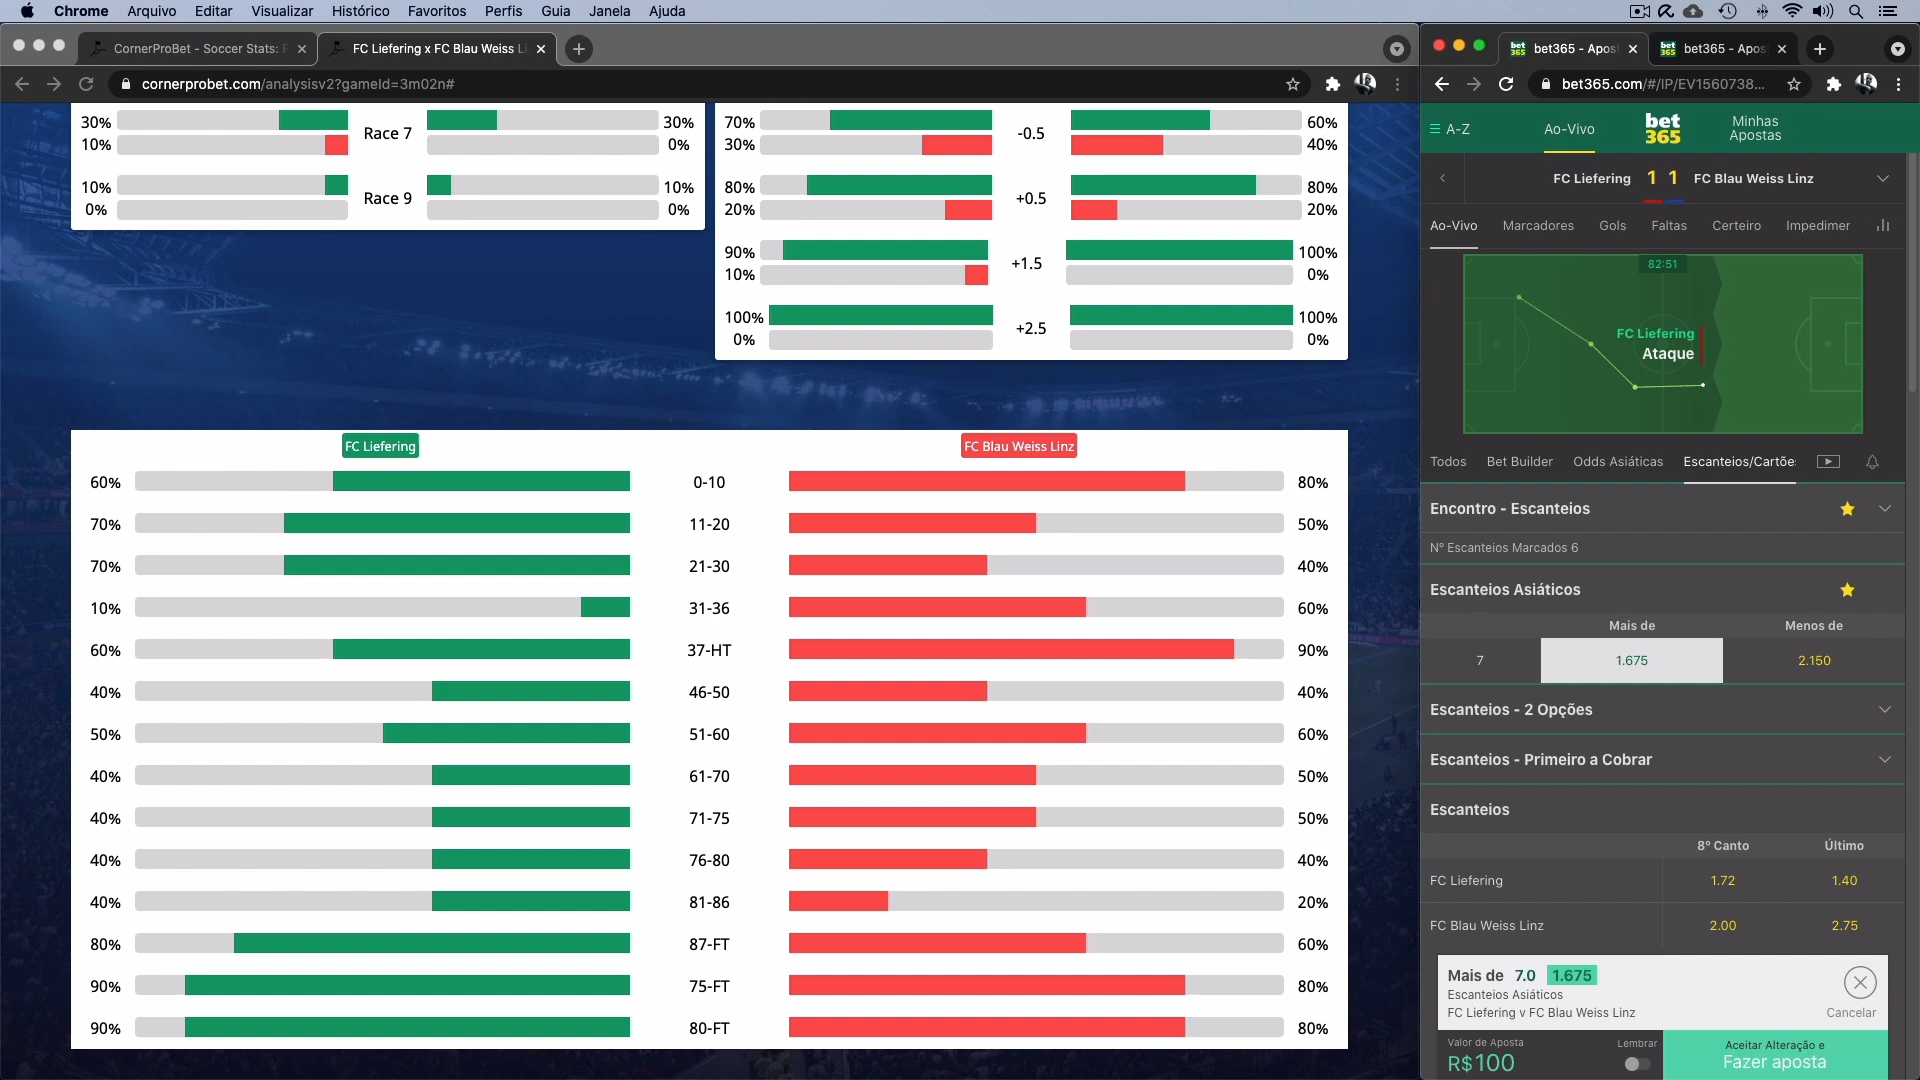 Chrome Arquivo Editar Visualizar Histórico Favoritos Perfis Guia Janela Ajuda
CornerProBet - Soccer Stats: F
FC Liefering x FC Blau Weiss Li
cornerprobet.com/analysisv2?gameId=3m02n#
30% Race 7 30%
10% 0%
10% Race 9 10%
0% 0%
70% -0.5 60%
30% 40%
80% +0.5 80%
20% 20%
90% +1.5 100%
10% 0%
100% +2.5 100%
0% 0%
FC Liefering FC Blau Weiss Linz
60% 0-10 80%
70% 11-20 50%
70% 21-30 40%
10% 31-36 60%
60% 37-HT 90%
40% 46-50 40%
50% 51-60 60%
40% 61-70 50%
40% 71-75 50%
40% 76-80 40%
40% 81-86 20%
80% 87-FT 60%
90% 75-FT 80%
90% 80-FT 80%
bet365 - Apos
bet365 - Apos
bet365.com/#/IP/EV1560738...
A-Z Ao-Vivo bet365 Minhas Apostas
FC Liefering 1 1 FC Blau Weiss Linz
Ao-Vivo Marcadores Gols Faltas Certeiro Impedimer
82:51
FC Liefering
Ataque
Todos Bet Builder Odds Asiáticas Escanteios/Cartõe
Encontro - Escanteios
Nº Escanteios Marcados 6
Escanteios Asiáticos
Mais de Menos de
7 1.675 2.150
Escanteios - 2 Opções
Escanteios - Primeiro a Cobrar
Escanteios
8º Canto Último
FC Liefering 1.72 1.40
FC Blau Weiss Linz 2.00 2.75
Mais de 7.0 1.675
Escanteios Asiáticos
FC Liefering v FC Blau Weiss Linz Cancelar
Valor de Aposta Lembrar Aceitar Alteração e
R$100 Fazer aposta